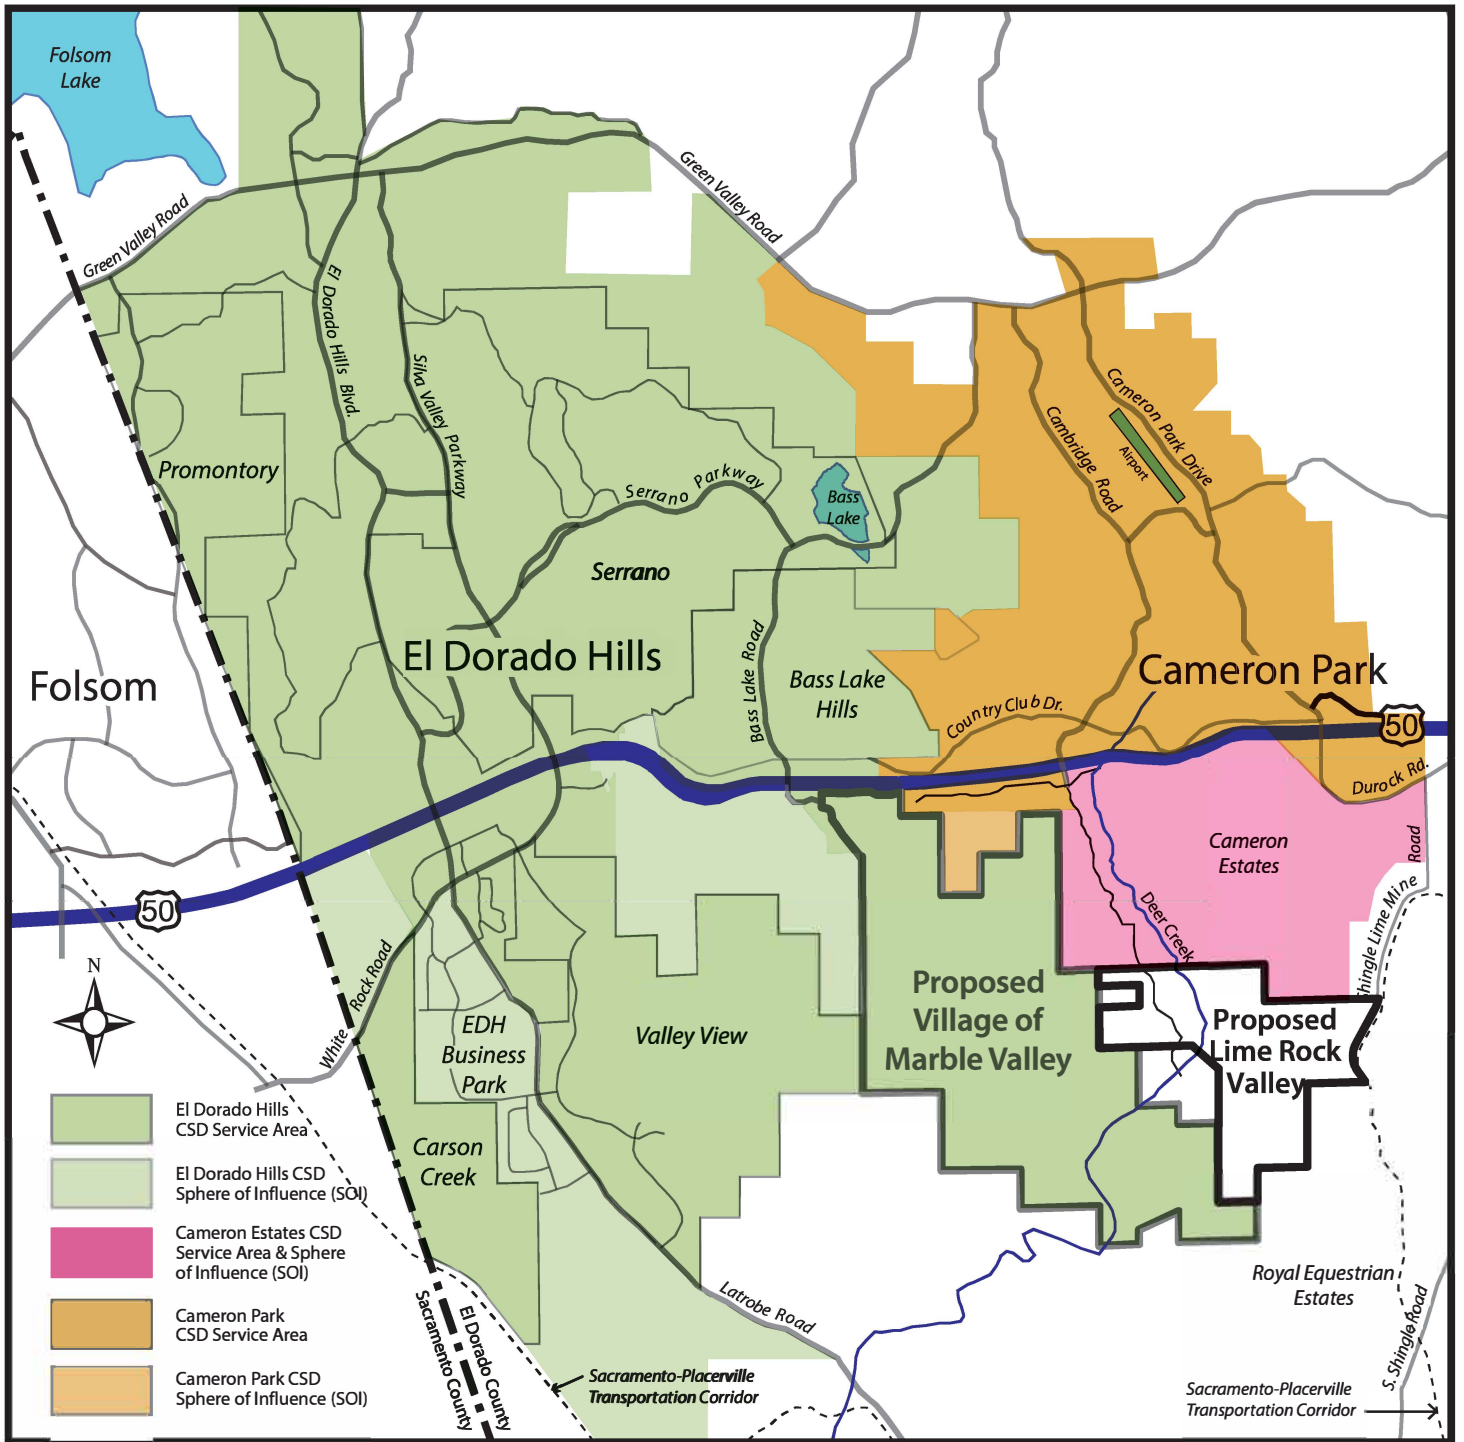 Folsom
Lake
Green Valley Road
Green Valley Road
El Dorado Hills Blvd.
Silva Valley Parkway
Cameron Park Drive
Cambridge Road
Airport
Promontory
Serrano Parkway
Bass
Lake
Serrano
El Dorado Hills
Folsom
Bass Lake Road
Bass Lake
Hills
Cameron Park
Country Club Dr.
50
Durock Rd.
Cameron
Estates
Shingle Lime Mine Road
50
Deer Creek
N
White Rock Road
Proposed
Village of
Marble Valley
Proposed
Lime Rock
Valley
EDH
Business
Park
Valley View
Carson
Creek
El Dorado Hills
CSD Service Area
El Dorado Hills CSD
Sphere of Influence (SOI)
Cameron Estates CSD
Service Area & Sphere
of Influence (SOI)
Cameron Park
CSD Service Area
Cameron Park CSD
Sphere of Influence (SOI)
Royal Equestrian
Estates
Latrobe Road
S. Shingle Road
El Dorado County
Sacramento County
Sacramento-Placerville
Transportation Corridor
Sacramento-Placerville
Transportation Corridor